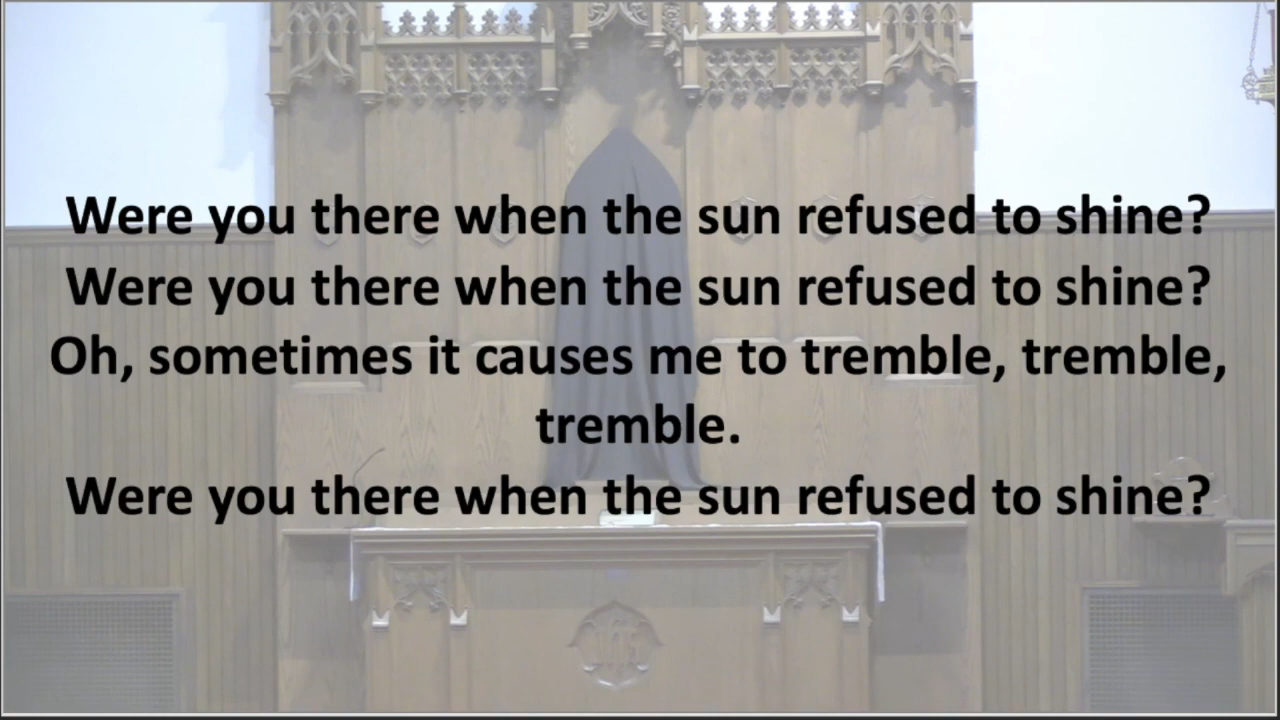 Were you there when the sun refused to shine?
Were you there when the sun refused to shine?
Oh, sometimes it causes me to tremble, tremble,
tremble.
Were you there when the sun refused to shine?